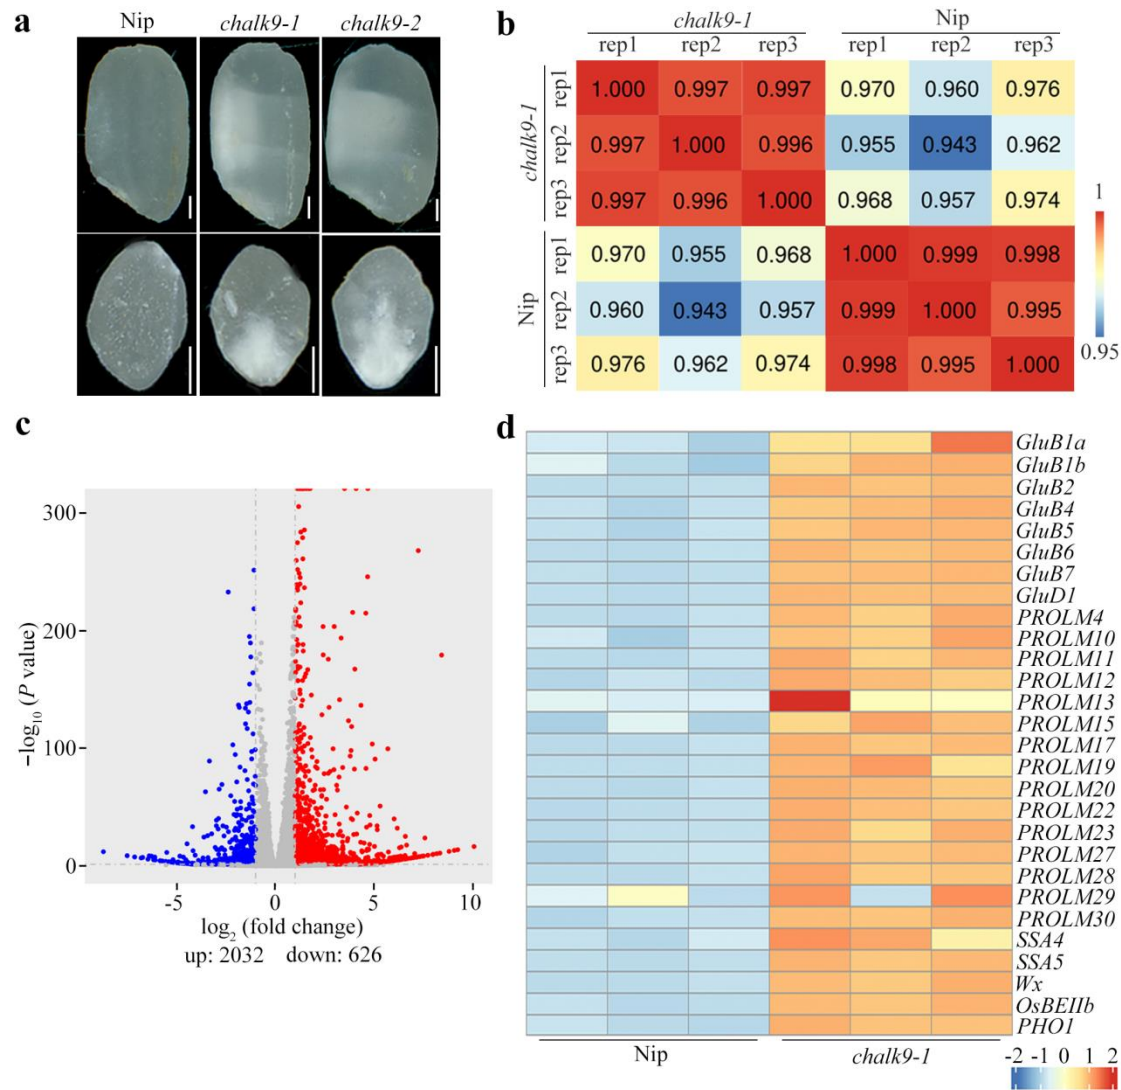 a
Nip chalk9-1 chalk9-2
b
chalk9-1 Nip
rep1 rep2 rep3 rep1 rep2 rep3
chalk9-1
rep1 1.000 0.997 0.997 0.970 0.960 0.976
rep2 0.997 1.000 0.996 0.955 0.943 0.962
rep3 0.997 0.996 1.000 0.968 0.957 0.974
Nip
rep1 0.970 0.955 0.968 1.000 0.999 0.998
rep2 0.960 0.943 0.957 0.999 1.000 0.995
rep3 0.976 0.962 0.974 0.998 0.995 1.000
1
0.95
c
−log10 (P value)
300
200
100
0
-5 0 5 10
log2 (fold change)
up: 2032 down: 626
d
GluB1a
GluB1b
GluB2
GluB4
GluB5
GluB6
GluB7
GluD1
PROLM4
PROLM10
PROLM11
PROLM12
PROLM13
PROLM15
PROLM17
PROLM19
PROLM20
PROLM22
PROLM23
PROLM27
PROLM28
PROLM29
PROLM30
SSA4
SSA5
Wx
OsBEIIb
PHO1
Nip chalk9-1
-2 -1 0 1 2